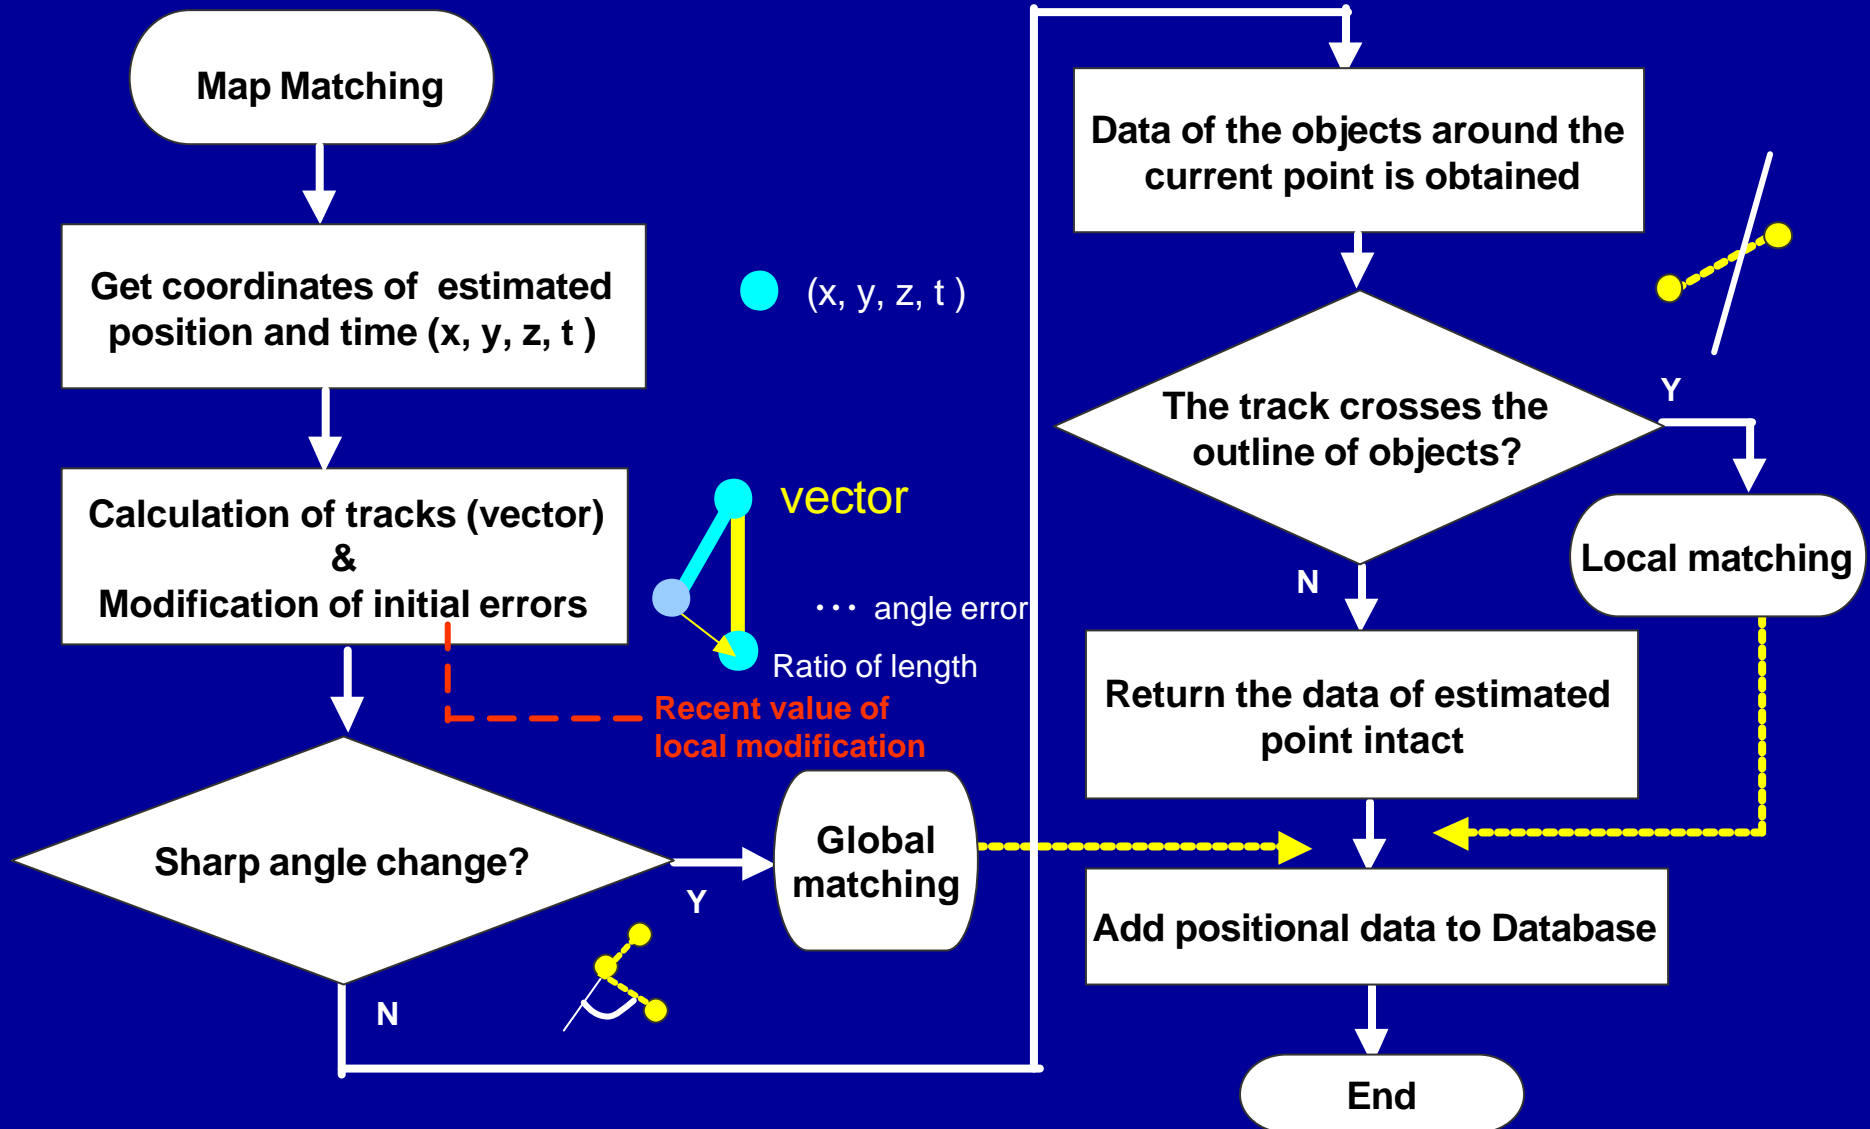 Map Matching
Get coordinates of estimated
position and time (x, y, z, t )
(x, y, z, t )
Calculation of tracks (vector)
&
Modification of initial errors
vector
… angle error
Ratio of length
Recent value of
local modification
Sharp angle change?
Y
N
Global
matching
Data of the objects around the
current point is obtained
The track crosses the
outline of objects?
Y
N
Local matching
Return the data of estimated
point intact
Add positional data to Database
End